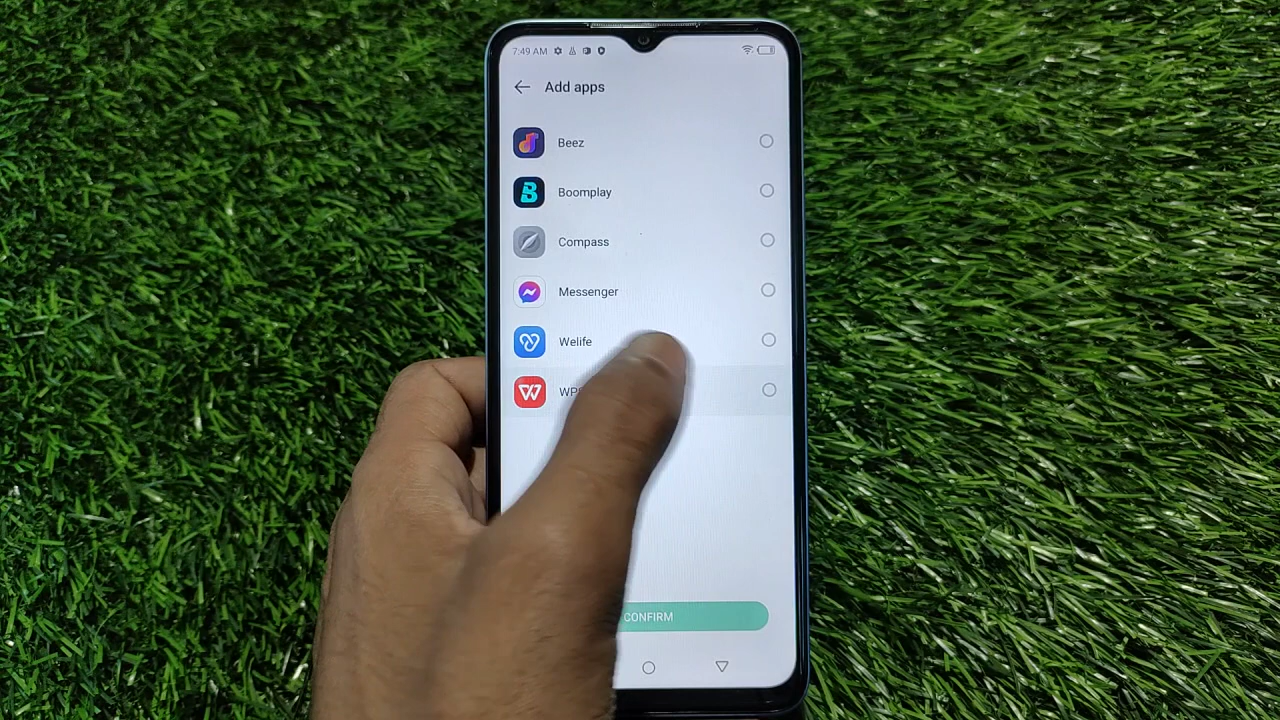 7:49 AM
Add apps
Beez
Boomplay
Compass
Messenger
Welife
CONFIRM